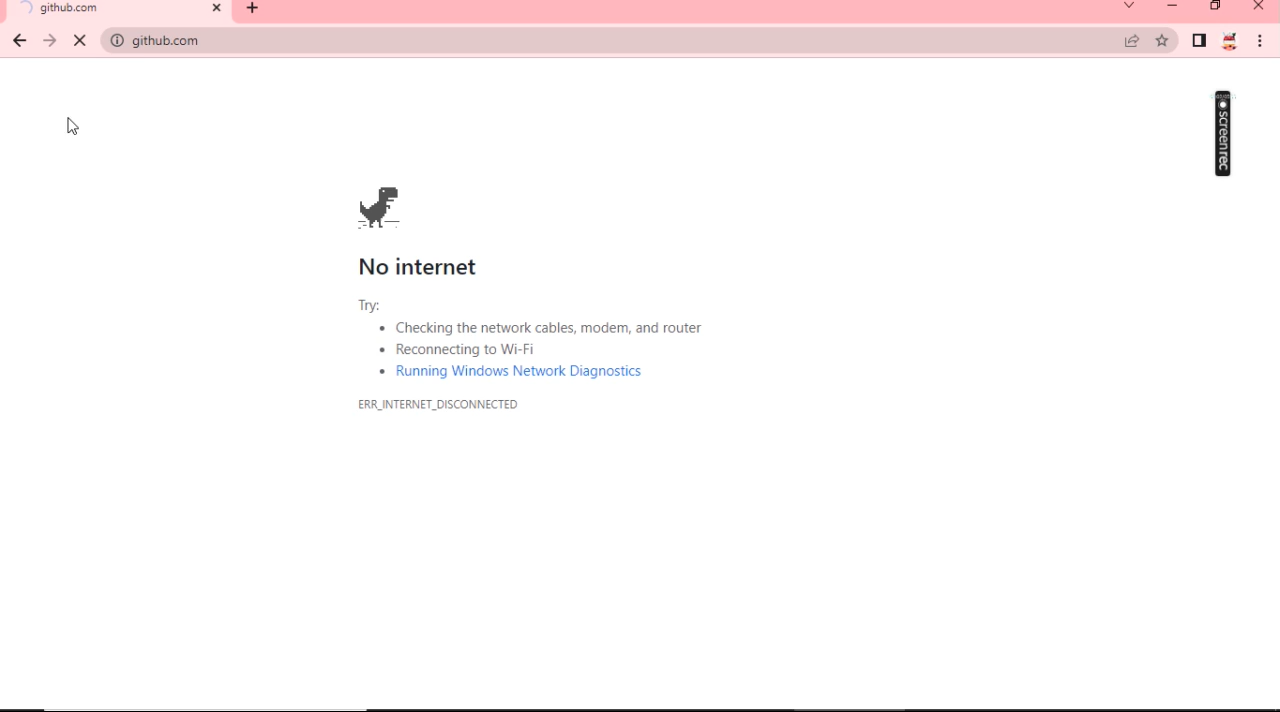 github.com
github.com
screenrec
No internet
Try:
Checking the network cables, modem, and router
Reconnecting to Wi-Fi
Running Windows Network Diagnostics
ERR_INTERNET_DISCONNECTED